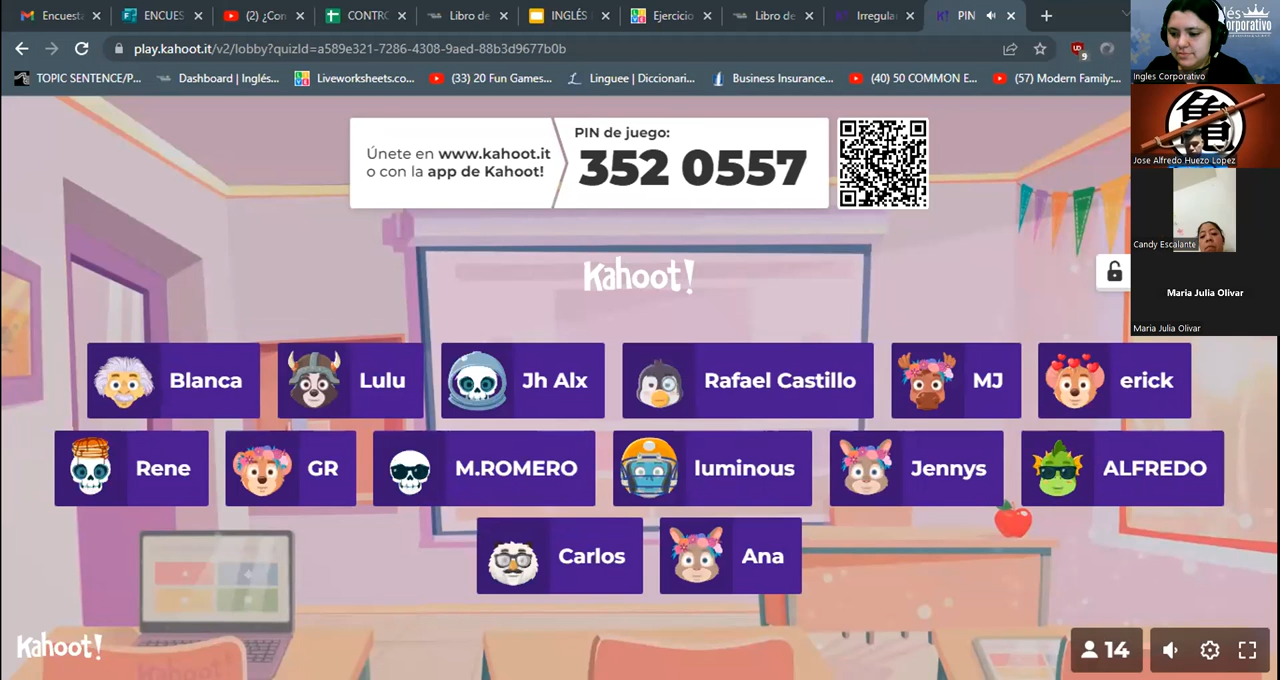 Encuesta
ENCUES
(2) ¿Con
CONTRO
Libro de
INGLÉS
Ejercicio
Libro de
Irregular
PIN
play.kahoot.it/v2/lobby?quizId=a589e321-7286-4308-9aed-88b3d9677b0b
9
TOPIC SENTENCE/P...
Dashboard | Inglés...
Liveworksheets.co...
(33) 20 Fun Games...
Linguee | Diccionari...
Business Insurance...
(40) 50 COMMON E...
(57) Modern Family:...
Ingles Corporativo
亀
Jose Alfredo Huezo Lopez
Candy Escalante
Maria Julia Olivar
Maria Julia Olivar
Únete en www.kahoot.it
o con la app de Kahoot!
PIN de juego:
352 0557
Kahoot!
Blanca
Lulu
Jh Alx
Rafael Castillo
MJ
erick
Rene
GR
M.ROMERO
luminous
Jennys
ALFREDO
Carlos
Ana
Kahoot!
14